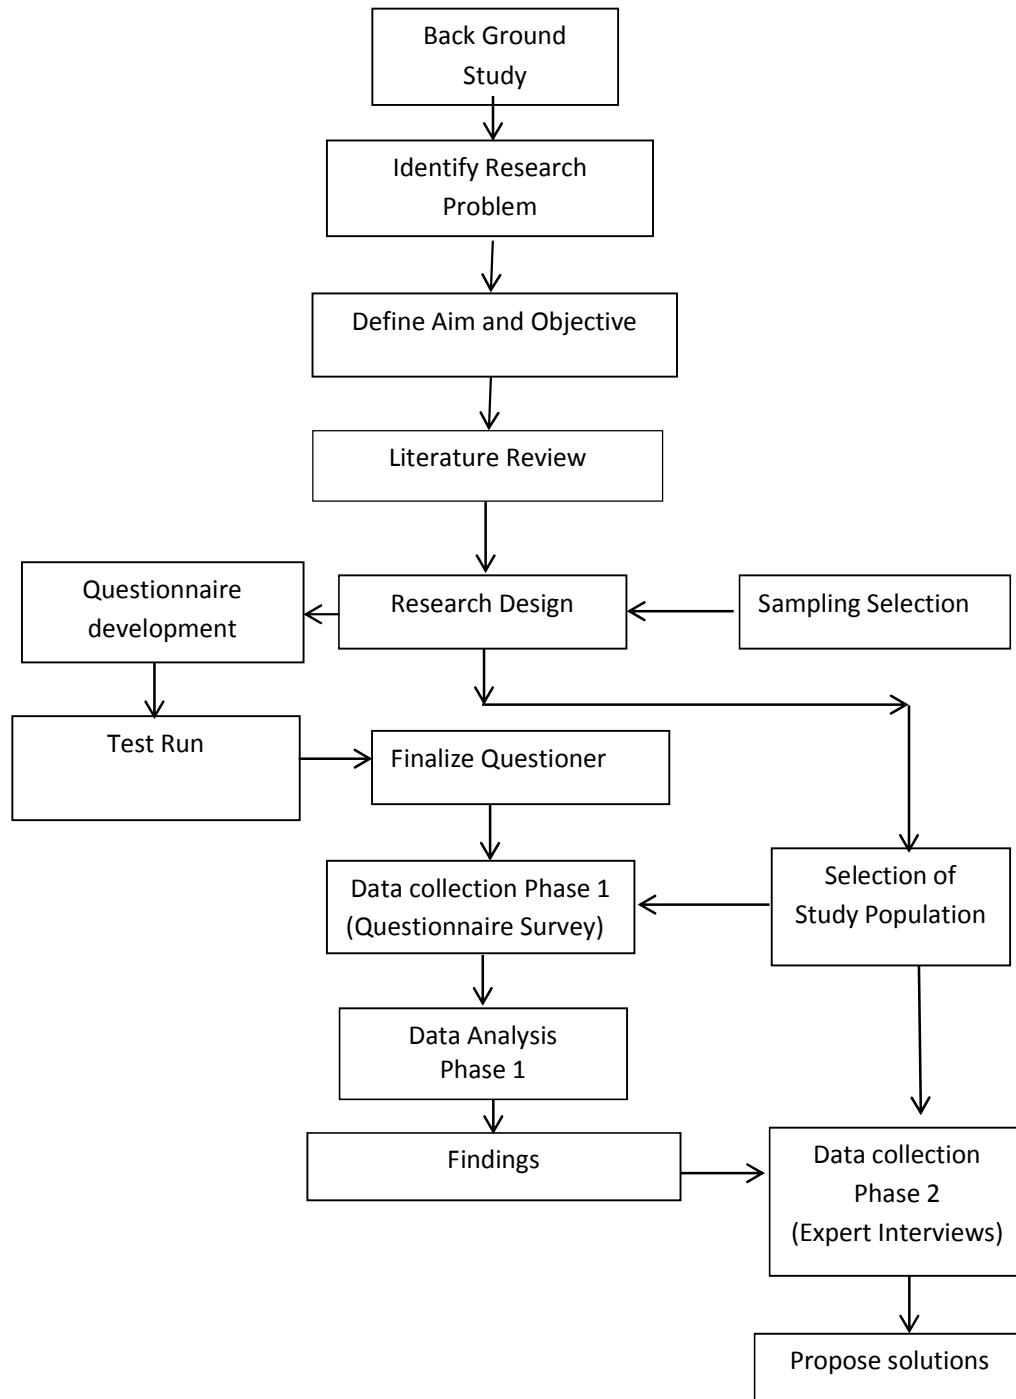 Back Ground
Study
Identify Research
Problem
Define Aim and Objective
Literature Review
Questionnaire
development
Research Design
Sampling Selection
Test Run
Finalize Questioner
Data collection Phase 1
(Questionnaire Survey)
Selection of
Study Population
Data Analysis
Phase 1
Findings
Data collection
Phase 2
(Expert Interviews)
Propose solutions